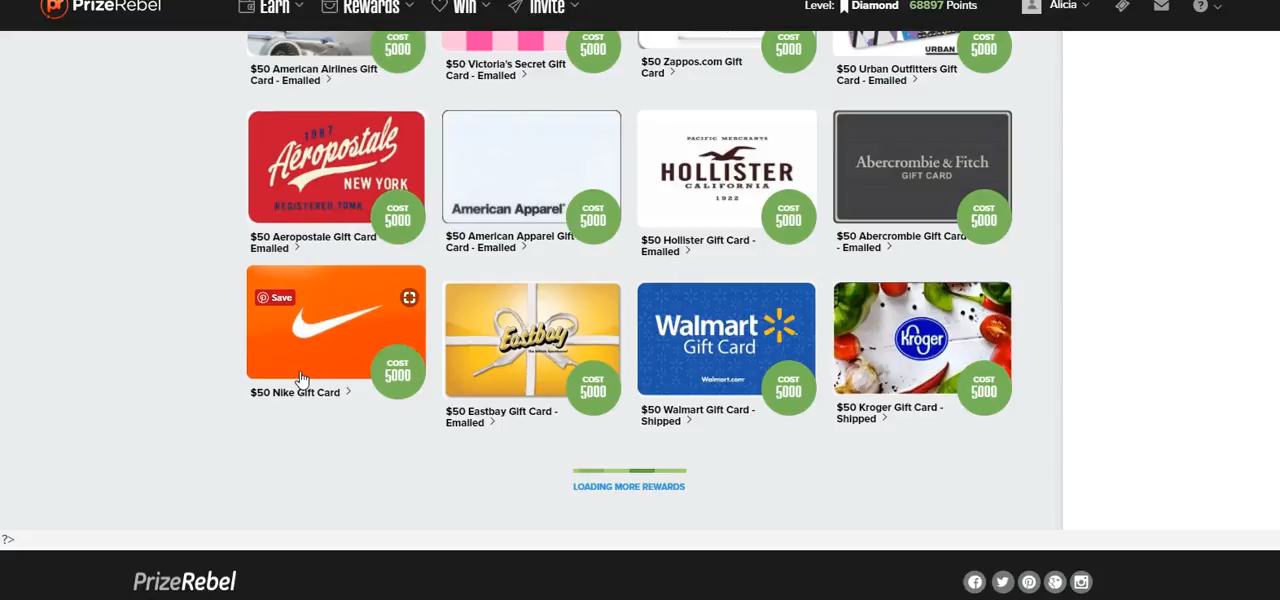 pr PrizeRebel
Earn
Rewards
Win
Invite
Level: Diamond 68897 Points
Alicia
?
COST
5000
COST
5000
COST
5000
URBAN
COST
5000
$50 American Airlines Gift
Card - Emailed
$50 Victoria's Secret Gift
Card - Emailed
$50 Zappos.com Gift
Card
$50 Urban Outfitters Gift
Card - Emailed
1987
Aéropostale
NEW YORK
COST
5000
American Apparel
COST
5000
PACIFIC MERCHANTS
HOLLISTER
CALIFORNIA
1922
COST
5000
Abercrombie & Fitch
GIFT CARD
COST
5000
$50 Aeropostale Gift Card -
Emailed
$50 American Apparel Gift
Card - Emailed
$50 Hollister Gift Card -
Emailed
$50 Abercrombie Gift Card
- Emailed
Save
COST
5000
Eastbay
COST
5000
Walmart
Gift Card
Walmart.com
COST
5000
Kroger
COST
5000
$50 Nike Gift Card
$50 Eastbay Gift Card -
Emailed
$50 Walmart Gift Card -
Shipped
$50 Kroger Gift Card -
Shipped
LOADING MORE REWARDS
?>
PrizeRebel